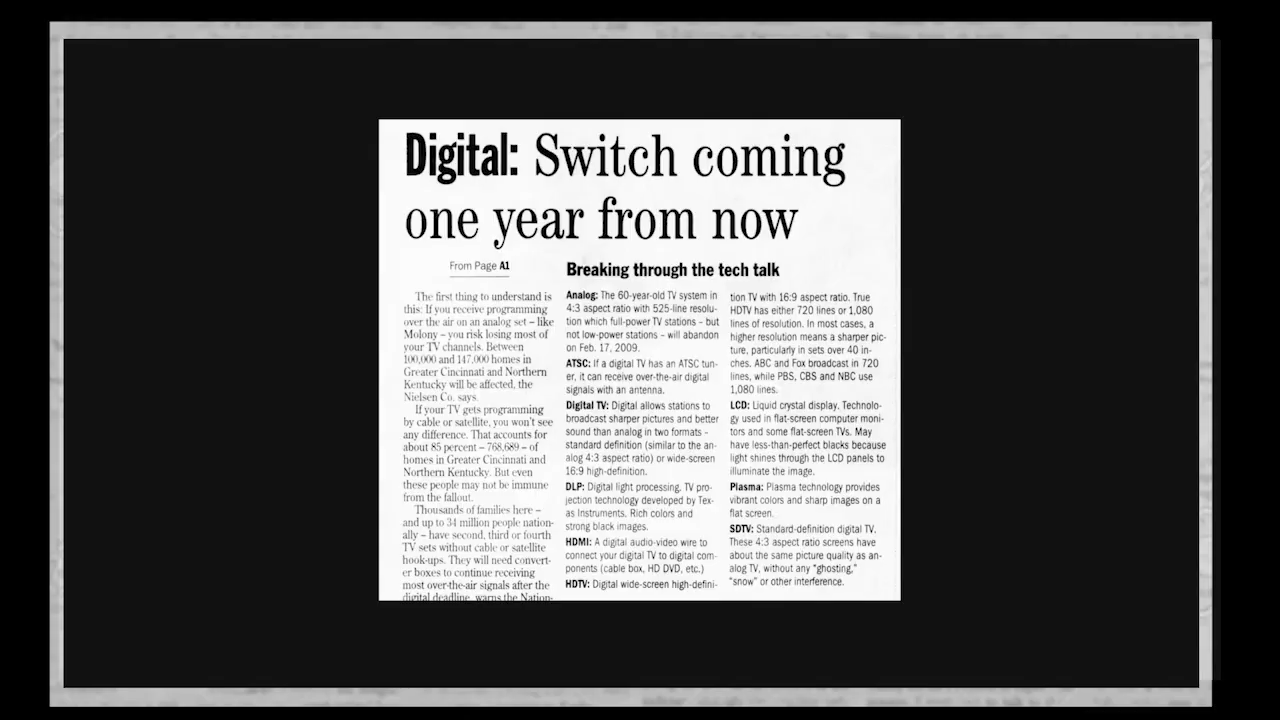 Digital: Switch coming
one year from now
From Page A1
The first thing to understand is
this: If you receive programming
over the air on an analog set – like
Molony – you risk losing most of
your TV channels. Between
100,000 and 147,000 homes in
Greater Cincinnati and Northern
Kentucky will be affected, the
Nielsen Co. says.
If your TV gets programming
by cable or satellite, you won't see
any difference. That accounts for
about 85 percent – 768,689 – of
homes in Greater Cincinnati and
Northern Kentucky. But even
these people may not be immune
from the fallout.
Thousands of families here –
and up to 34 million people nation-
ally – have second, third or fourth
TV sets without cable or satellite
hook-ups. They will need convert-
er boxes to continue receiving
most over-the-air signals after the
digital deadline, warns the Nation-
Breaking through the tech talk
Analog: The 60-year-old TV system in
4:3 aspect ratio with 525-line resolu-
tion which full-power TV stations – but
not low-power stations – will abandon
on Feb. 17, 2009.
ATSC: If a digital TV has an ATSC tun-
er, it can receive over-the-air digital
signals with an antenna.
Digital TV: Digital allows stations to
broadcast sharper pictures and better
sound than analog in two formats –
standard definition (similar to the an-
alog 4:3 aspect ratio) or wide-screen
16:9 high-definition.
DLP: Digital light processing. TV pro-
jection technology developed by Tex-
as Instruments. Rich colors and
strong black images.
HDMI: A digital audio-video wire to
connect your digital TV to digital com-
ponents (cable box, HD DVD, etc.)
HDTV: Digital wide-screen high-defini-
tion TV with 16:9 aspect ratio. True
HDTV has either 720 lines or 1,080
lines of resolution. In most cases, a
higher resolution means a sharper pic-
ture, particularly in sets over 40 in-
ches. ABC and Fox broadcast in 720
lines, while PBS, CBS and NBC use
1,080 lines.
LCD: Liquid crystal display. Technolo-
gy used in flat-screen computer moni-
tors and some flat-screen TVs. May
have less-than-perfect blacks because
light shines through the LCD panels to
illuminate the image.
Plasma: Plasma technology provides
vibrant colors and sharp images on a
flat screen.
SDTV: Standard-definition digital TV.
These 4:3 aspect ratio screens have
about the same picture quality as an-
alog TV, without any "ghosting,"
"snow" or other interference.